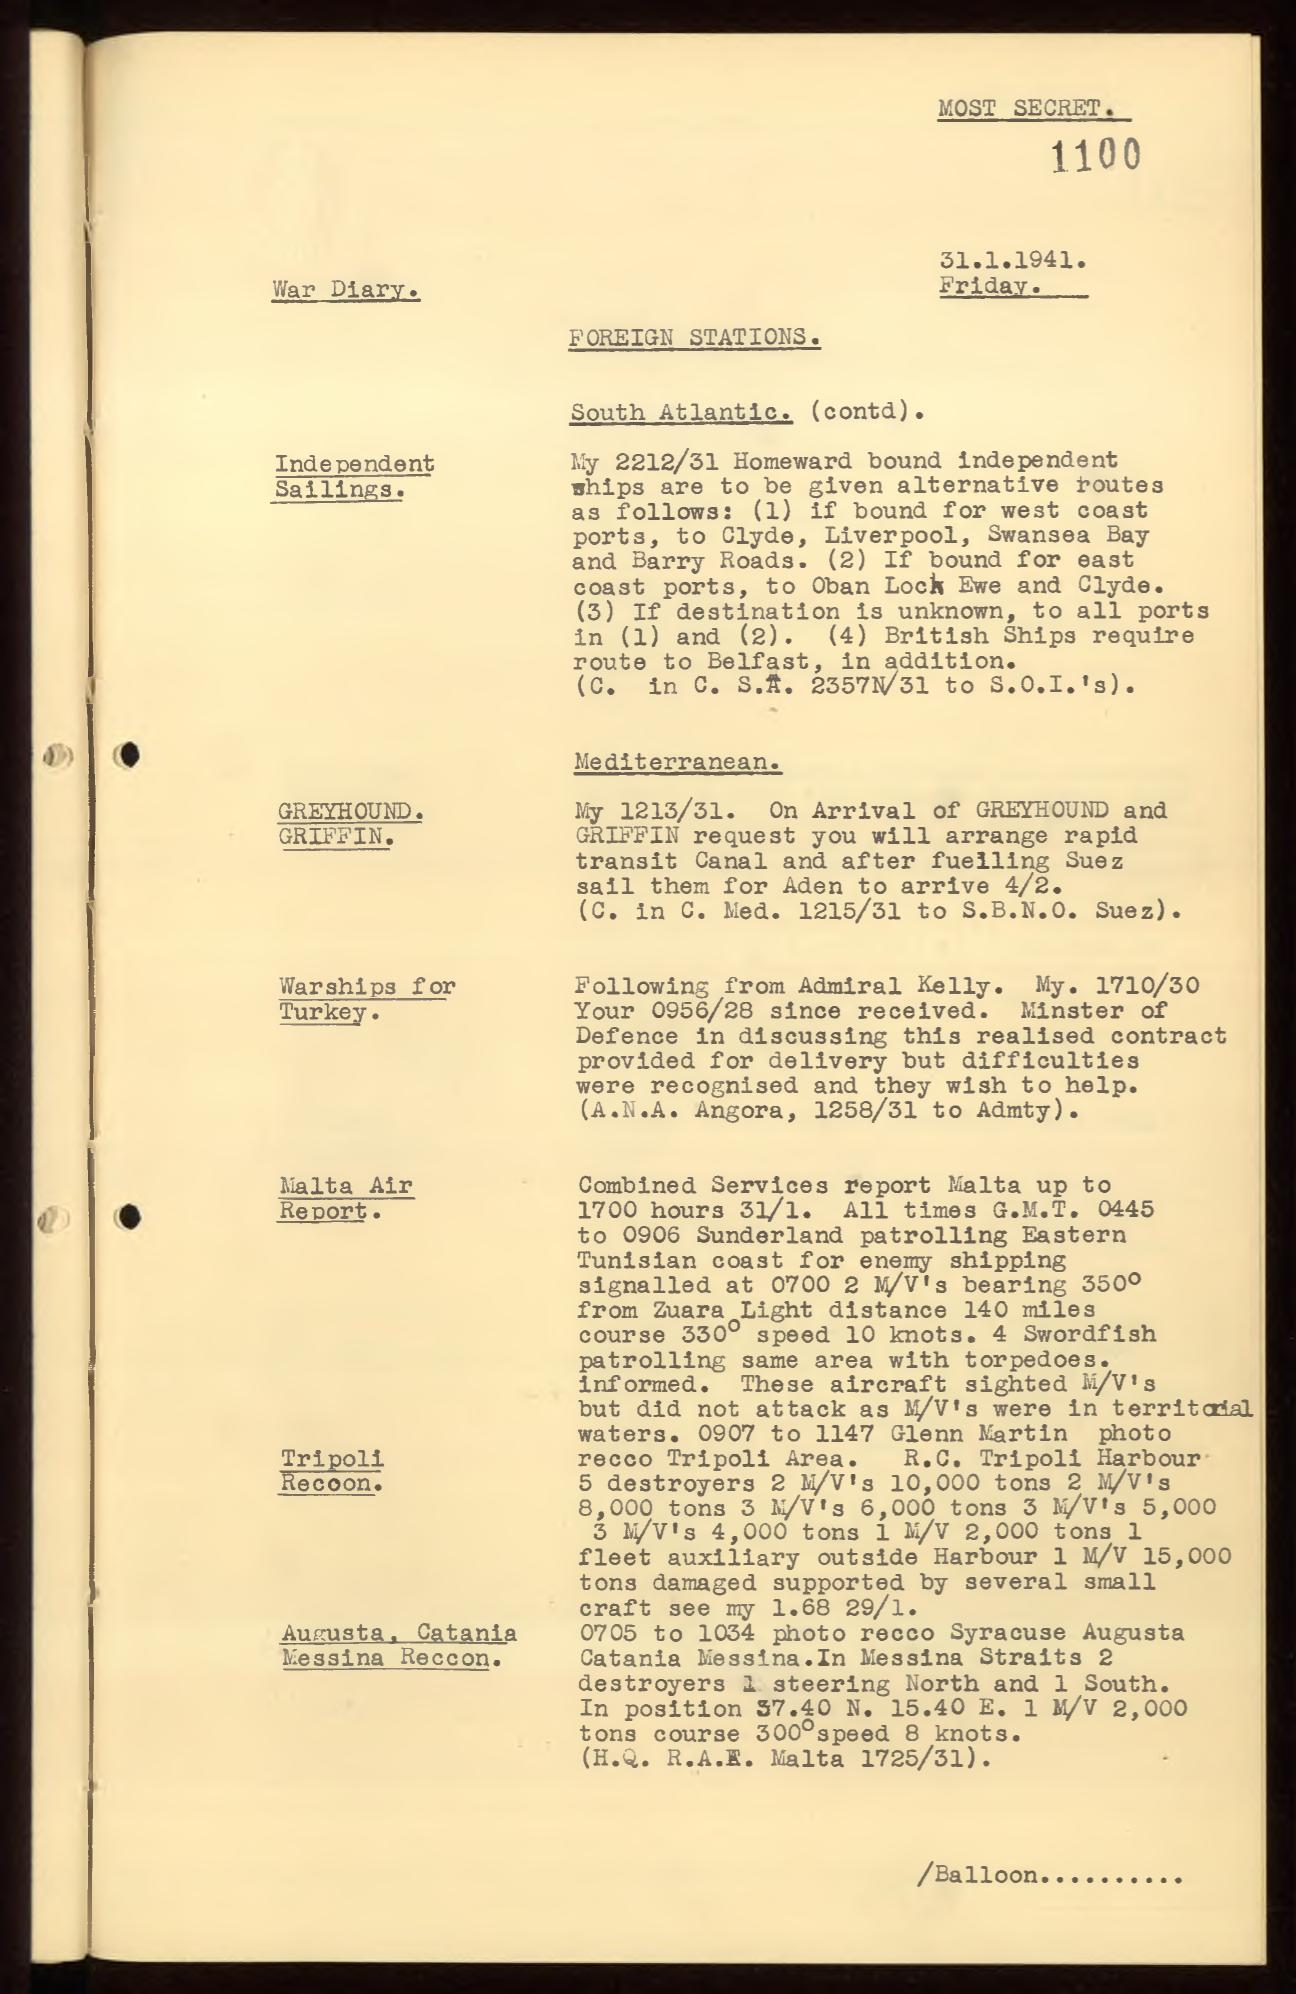 MOST SECRET.
1100
31.1.1941.
War Diary.
Friday.
FOREIGN STATIONS.
South Atlantic. (contd).
Independent
Sailings.
My 2212/31 Homeward bound independent
ships are to be given alternative routes
as follows: (1) if bound for west coast
ports, to Clyde, Liverpool, Swansea Bay
and Barry Roads. (2) If bound for east
coast ports, to Oban Lock Ewe and Clyde.
(3) If destination is unknown, to all ports
in (1) and (2). (4) British Ships require
route to Belfast, in addition.
(C. in C. S.A. 2357N/31 to S.O.I.'s).
Mediterranean.
GREYHOUND.
GRIFFIN.
My 1213/31. On Arrival of GREYHOUND and
GRIFFIN request you will arrange rapid
transit Canal and after fuelling Suez
sail them for Aden to arrive 4/2.
(C. in C. Med. 1215/31 to S.B.N.O. Suez).
Warships for
Turkey.
Following from Admiral Kelly. My. 1710/30
Your 0956/28 since received. Minster of
Defence in discussing this realised contract
provided for delivery but difficulties
were recognised and they wish to help.
(A.N.A. Angora, 1258/31 to Admty).
Malta Air
Report.
Combined Services report Malta up to
1700 hours 31/1. All times G.M.T. 0445
to 0906 Sunderland patrolling Eastern
Tunisian coast for enemy shipping
signalled at 0700 2 M/V's bearing 350°
from Zuara Light distance 140 miles
course 330° speed 10 knots. 4 Swordfish
patrolling same area with torpedoes.
informed. These aircraft sighted M/V's
but did not attack as M/V's were in territorial
waters. 0907 to 1147 Glenn Martin photo
Tripoli
Recoon.
recco Tripoli Area. R.C. Tripoli Harbour
5 destroyers 2 M/V's 10,000 tons 2 M/V's
8,000 tons 3 M/V's 6,000 tons 3 M/V's 5,000
3 M/V's 4,000 tons 1 M/V 2,000 tons 1
fleet auxiliary outside Harbour 1 M/V 15,000
tons damaged supported by several small
craft see my 1.68 29/1.
Augusta, Catania
Messina Reccon.
0705 to 1034 photo recco Syracuse Augusta
Catania Messina.In Messina Straits 2
destroyers 1 steering North and 1 South.
In position 37.40 N. 15.40 E. 1 M/V 2,000
tons course 300°speed 8 knots.
(H.Q. R.A.F. Malta 1725/31).
/Balloon..........